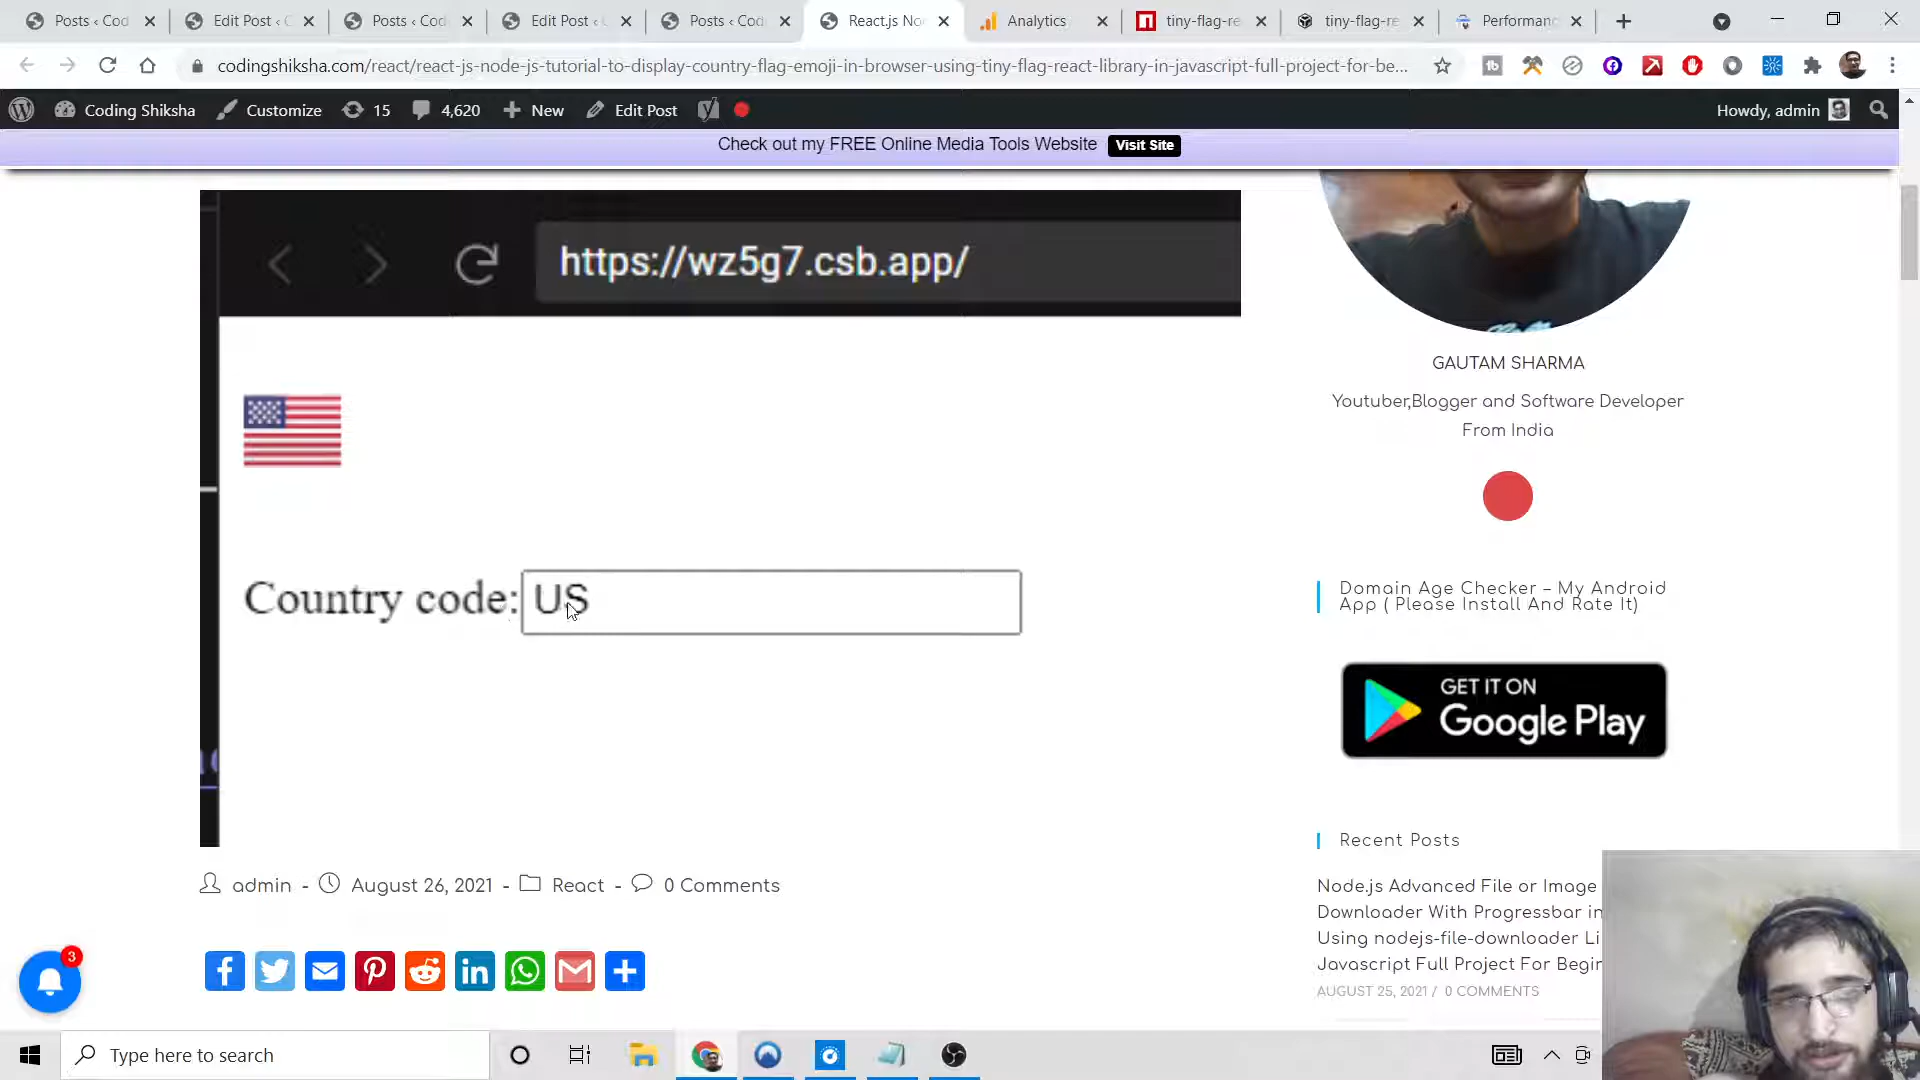 Posts ‹ Cod
Edit Post ‹ C
Posts ‹ Cod
Edit Post ‹
Posts ‹ Cod
React.js No
Analytics
tiny-flag-re
tiny-flag-re
Performanc
codingshiksha.com/react/react-js-node-js-tutorial-to-display-country-flag-emoji-in-browser-using-tiny-flag-react-library-in-javascript-full-project-for-be...
Coding Shiksha
Customize
15
4,620
New
Edit Post
Howdy, admin
Check out my FREE Online Media Tools Website
Visit Site
https://wz5g7.csb.app/
Country code:
US
admin - August 26, 2021 - React - 0 Comments
GAUTAM SHARMA
Youtuber,Blogger and Software Developer
From India
Domain Age Checker – My Android
App ( Please Install And Rate It)
GET IT ON
Google Play
Recent Posts
Node.js Advanced File or Image
Downloader With Progressbar in
Using nodejs-file-downloader Li
Javascript Full Project For Begin
AUGUST 25, 2021 / 0 COMMENTS
3
Type here to search